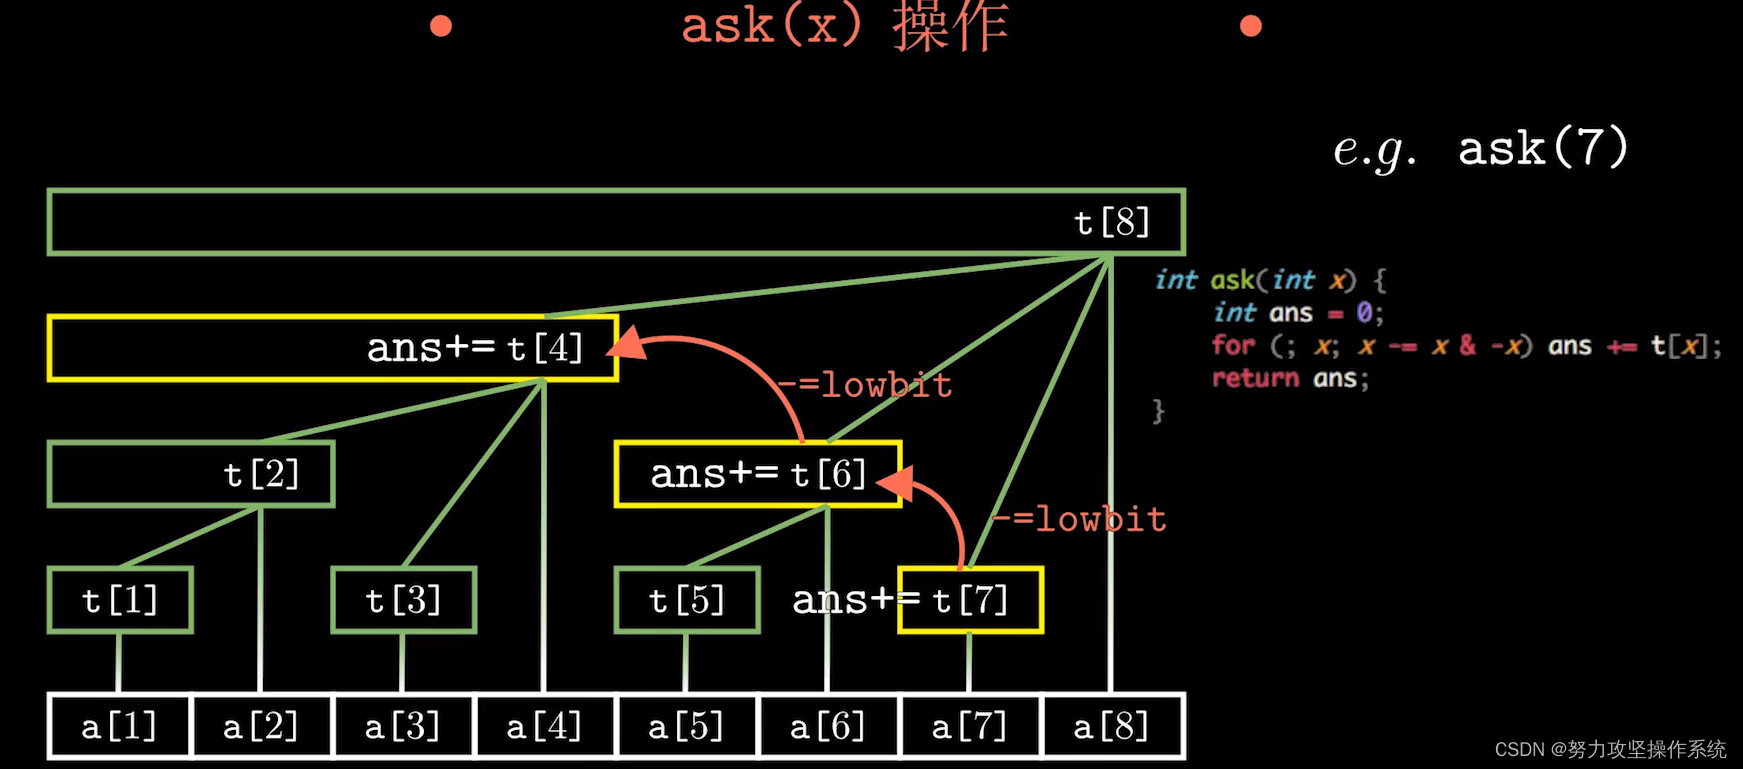 ask(x) 操作
e.g. ask(7)
t[8]
int ask(int x) {
int ans = 0;
for (; x; x -= x & -x) ans += t[x];
return ans;
}
ans+= t[4]
-=lowbit
t[2]
ans+= t[6]
-=lowbit
t[1] t[3] t[5] ans+= t[7]
a[1] a[2] a[3] a[4] a[5] a[6] a[7] a[8]
CSDN @努力攻坚操作系统